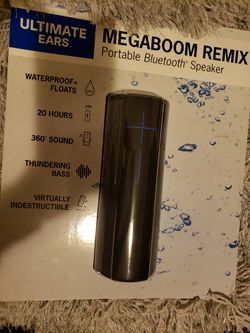 ULTIMATE
EARS
MEGABOOM REMIX
Portable Bluetooth® Speaker
WATERPROOF+
FLOATS
20 HOURS
360° SOUND
THUNDERING
BASS
VIRTUALLY
INDESTRUCTIBLE